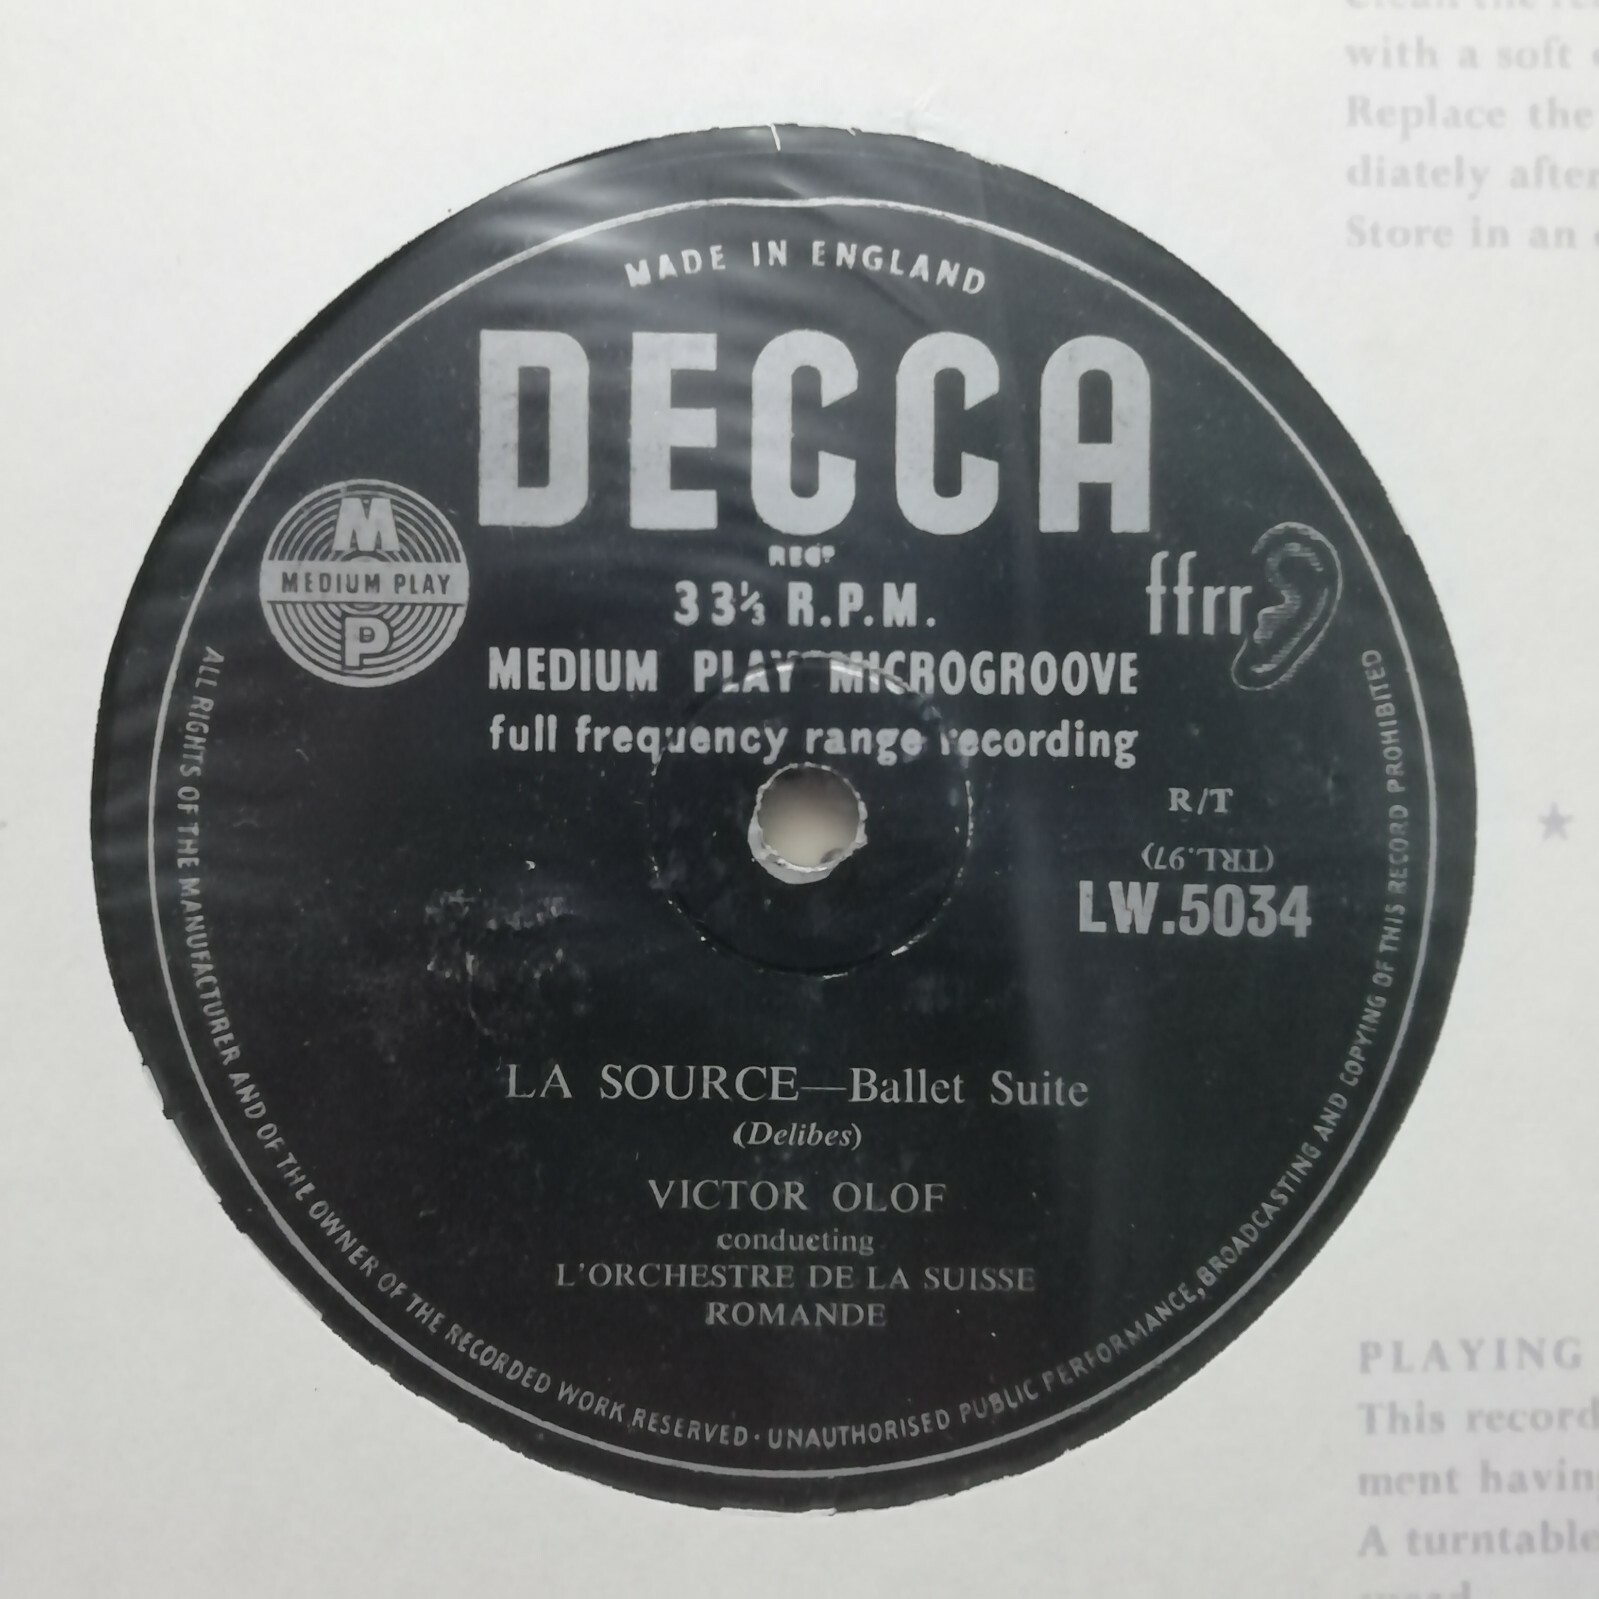 Replace the
with a soft
diately after
Store in an
MADE IN ENGLAND
DECCA
REGD
33⅓ R.P.M.
M
MEDIUM PLAY
P
ffrr
MEDIUM PLAY MICROGROOVE
full frequency range recording
R/T
(TRL.97)
LW.5034
LA SOURCE—Ballet Suite
(Delibes)
VICTOR OLOF
conducting
L'ORCHESTRE DE LA SUISSE
ROMANDE
ALL RIGHTS OF THE MANUFACTURER AND OF THE OWNER OF THE RECORDED WORK RESERVED · UNAUTHORISED PUBLIC PERFORMANCE, BROADCASTING AND COPYING OF THIS RECORD PROHIBITED
PLAYING
This record
ment having
A turntable